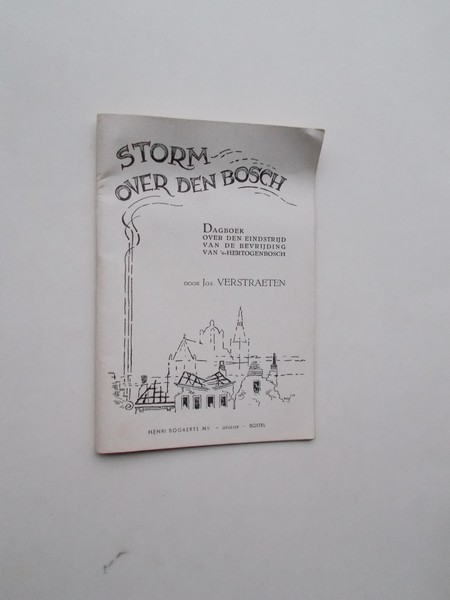 STORM
OVER DEN BOSCH
DAGBOEK
OVER DEN EINDSTRIJD
VAN DE BEVRIJDING
VAN 's-HERTOGENBOSCH
DOOR JOS. VERSTRAETEN
HENRI BOGAERTS N.V. - - BOXTEL